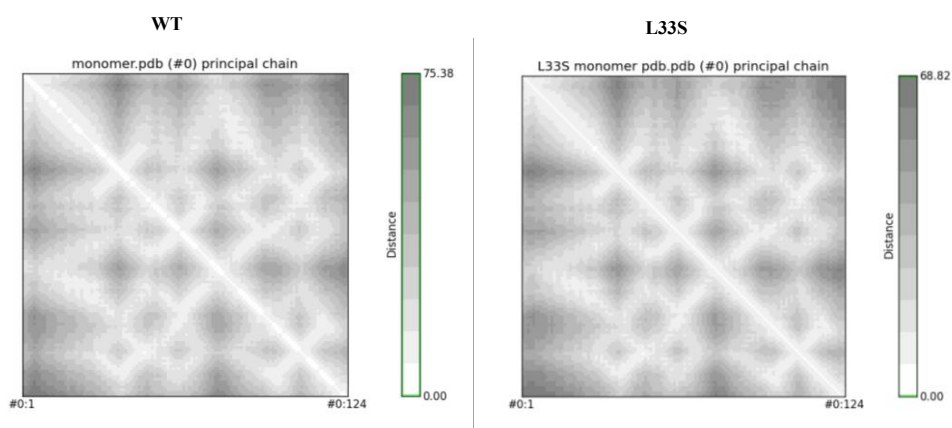 WT
monomer.pdb (#0) principal chain
75.38
Distance
0.00
#0:1
#0:124
L33S
L33S monomer pdb.pdb (#0) principal chain
68.82
Distance
0.00
#0:1
#0:124